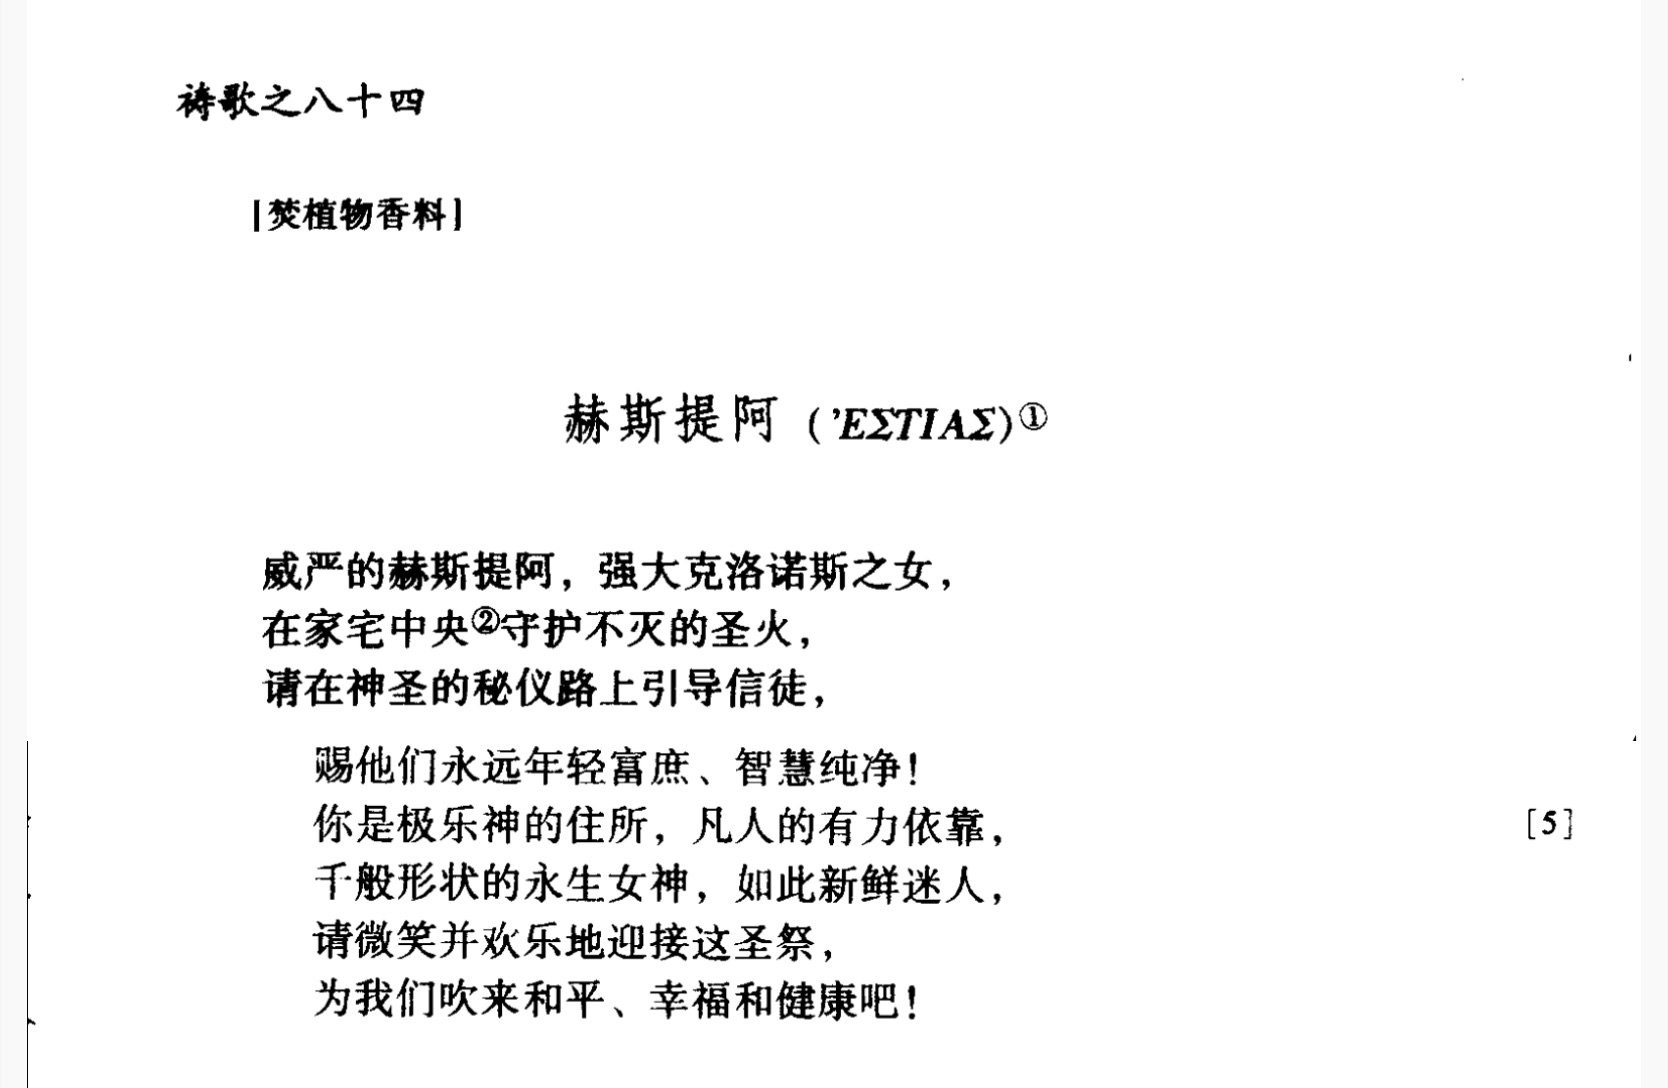 祷歌之八十四
[焚植物香料]
赫斯提阿（’ΕΣΤΙΑΣ)①
威严的赫斯提阿，强大克洛诺斯之女，
在家宅中央②守护不灭的圣火，
请在神圣的秘仪路上引导信徒，
赐他们永远年轻富庶、智慧纯净！
你是极乐神的住所，凡人的有力依靠， [5]
千般形状的永生女神，如此新鲜迷人，
请微笑并欢乐地迎接这圣祭，
为我们吹来和平、幸福和健康吧！